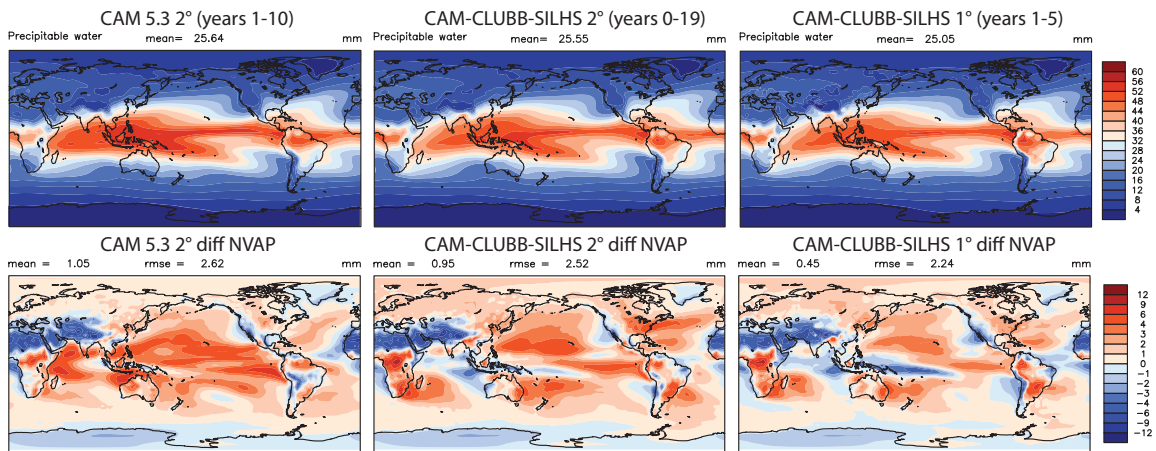 CAM 5.3 2° (years 1-10)
CAM-CLUBB-SILHS 2° (years 0-19)
CAM-CLUBB-SILHS 1° (years 1-5)
Precipitable water mean= 25.64 mm
Precipitable water mean= 25.55 mm
Precipitable water mean= 25.05 mm
60
56
52
48
44
40
36
32
28
24
20
16
12
8
4
CAM 5.3 2° diff NVAP
CAM-CLUBB-SILHS 2° diff NVAP
CAM-CLUBB-SILHS 1° diff NVAP
mean = 1.05 rmse = 2.62 mm
mean = 0.95 rmse = 2.52 mm
mean = 0.45 rmse = 2.24 mm
12
9
6
4
3
2
1
0
−1
−2
−3
−4
−6
−9
−12